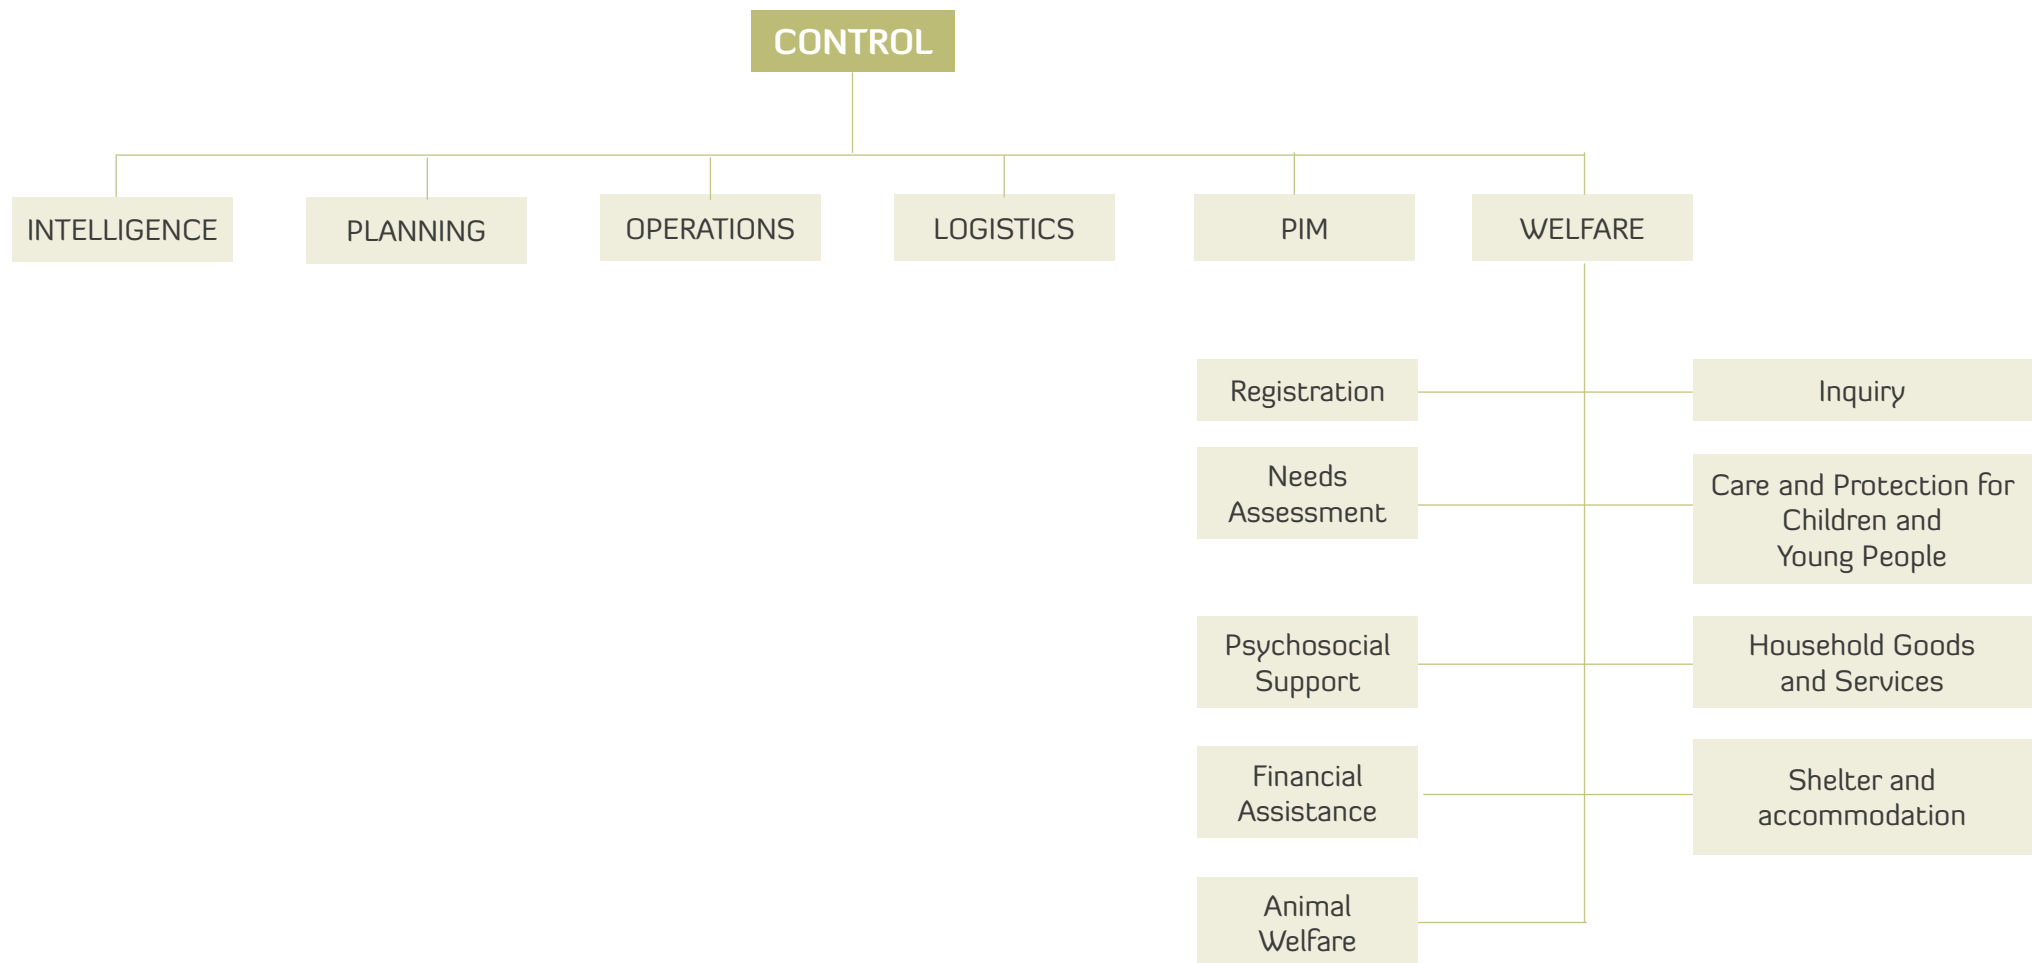 CONTROL
INTELLIGENCE
PLANNING
OPERATIONS
LOGISTICS
PIM
WELFARE
Registration
Inquiry
Needs
Assessment
Care and Protection for
Children and
Young People
Psychosocial
Support
Household Goods
and Services
Financial
Assistance
Shelter and
accommodation
Animal
Welfare